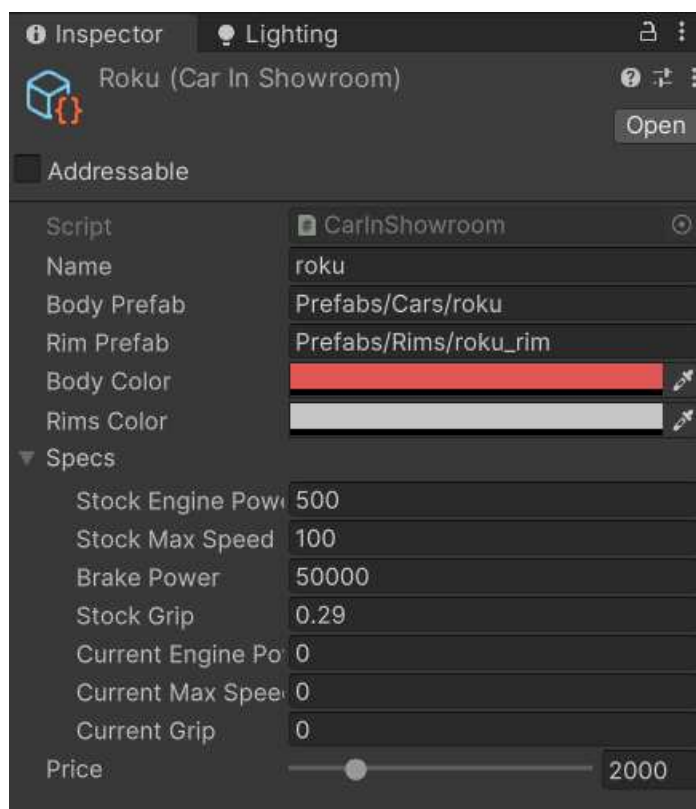 Inspector Lighting
Roku (Car In Showroom)
Open
Addressable
Script CarInShowroom
Name roku
Body Prefab Prefabs/Cars/roku
Rim Prefab Prefabs/Rims/roku_rim
Body Color
Rims Color
Specs
Stock Engine Pow 500
Stock Max Speed 100
Brake Power 50000
Stock Grip 0.29
Current Engine Po 0
Current Max Spee 0
Current Grip 0
Price 2000